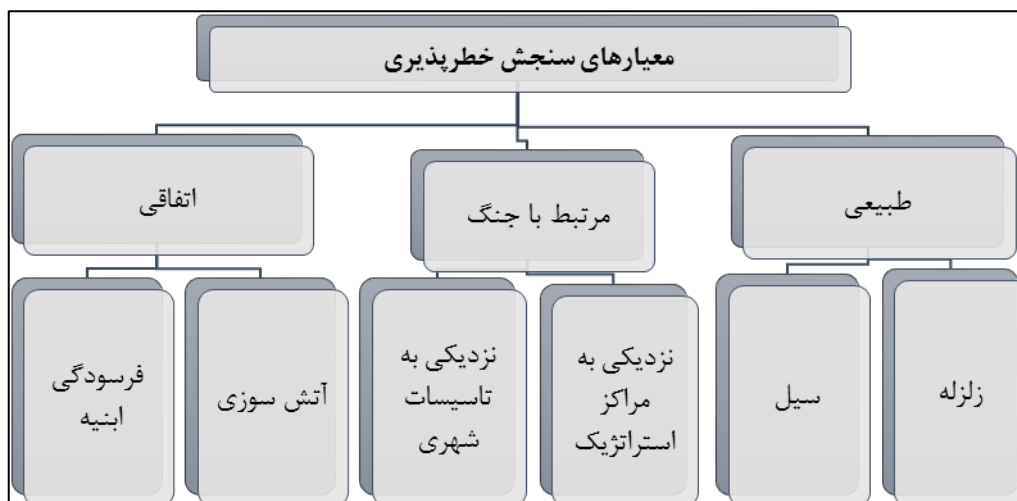 معیارهای سنجش خطرپذیری
طبیعی
مرتبط با جنگ
اتفاقی
زلزله
سیل
نزدیکی به
مراکز
استراتژیک
نزدیکی به
تاسیسات
شهری
آتش سوزی
فرسودگی
ابنیه